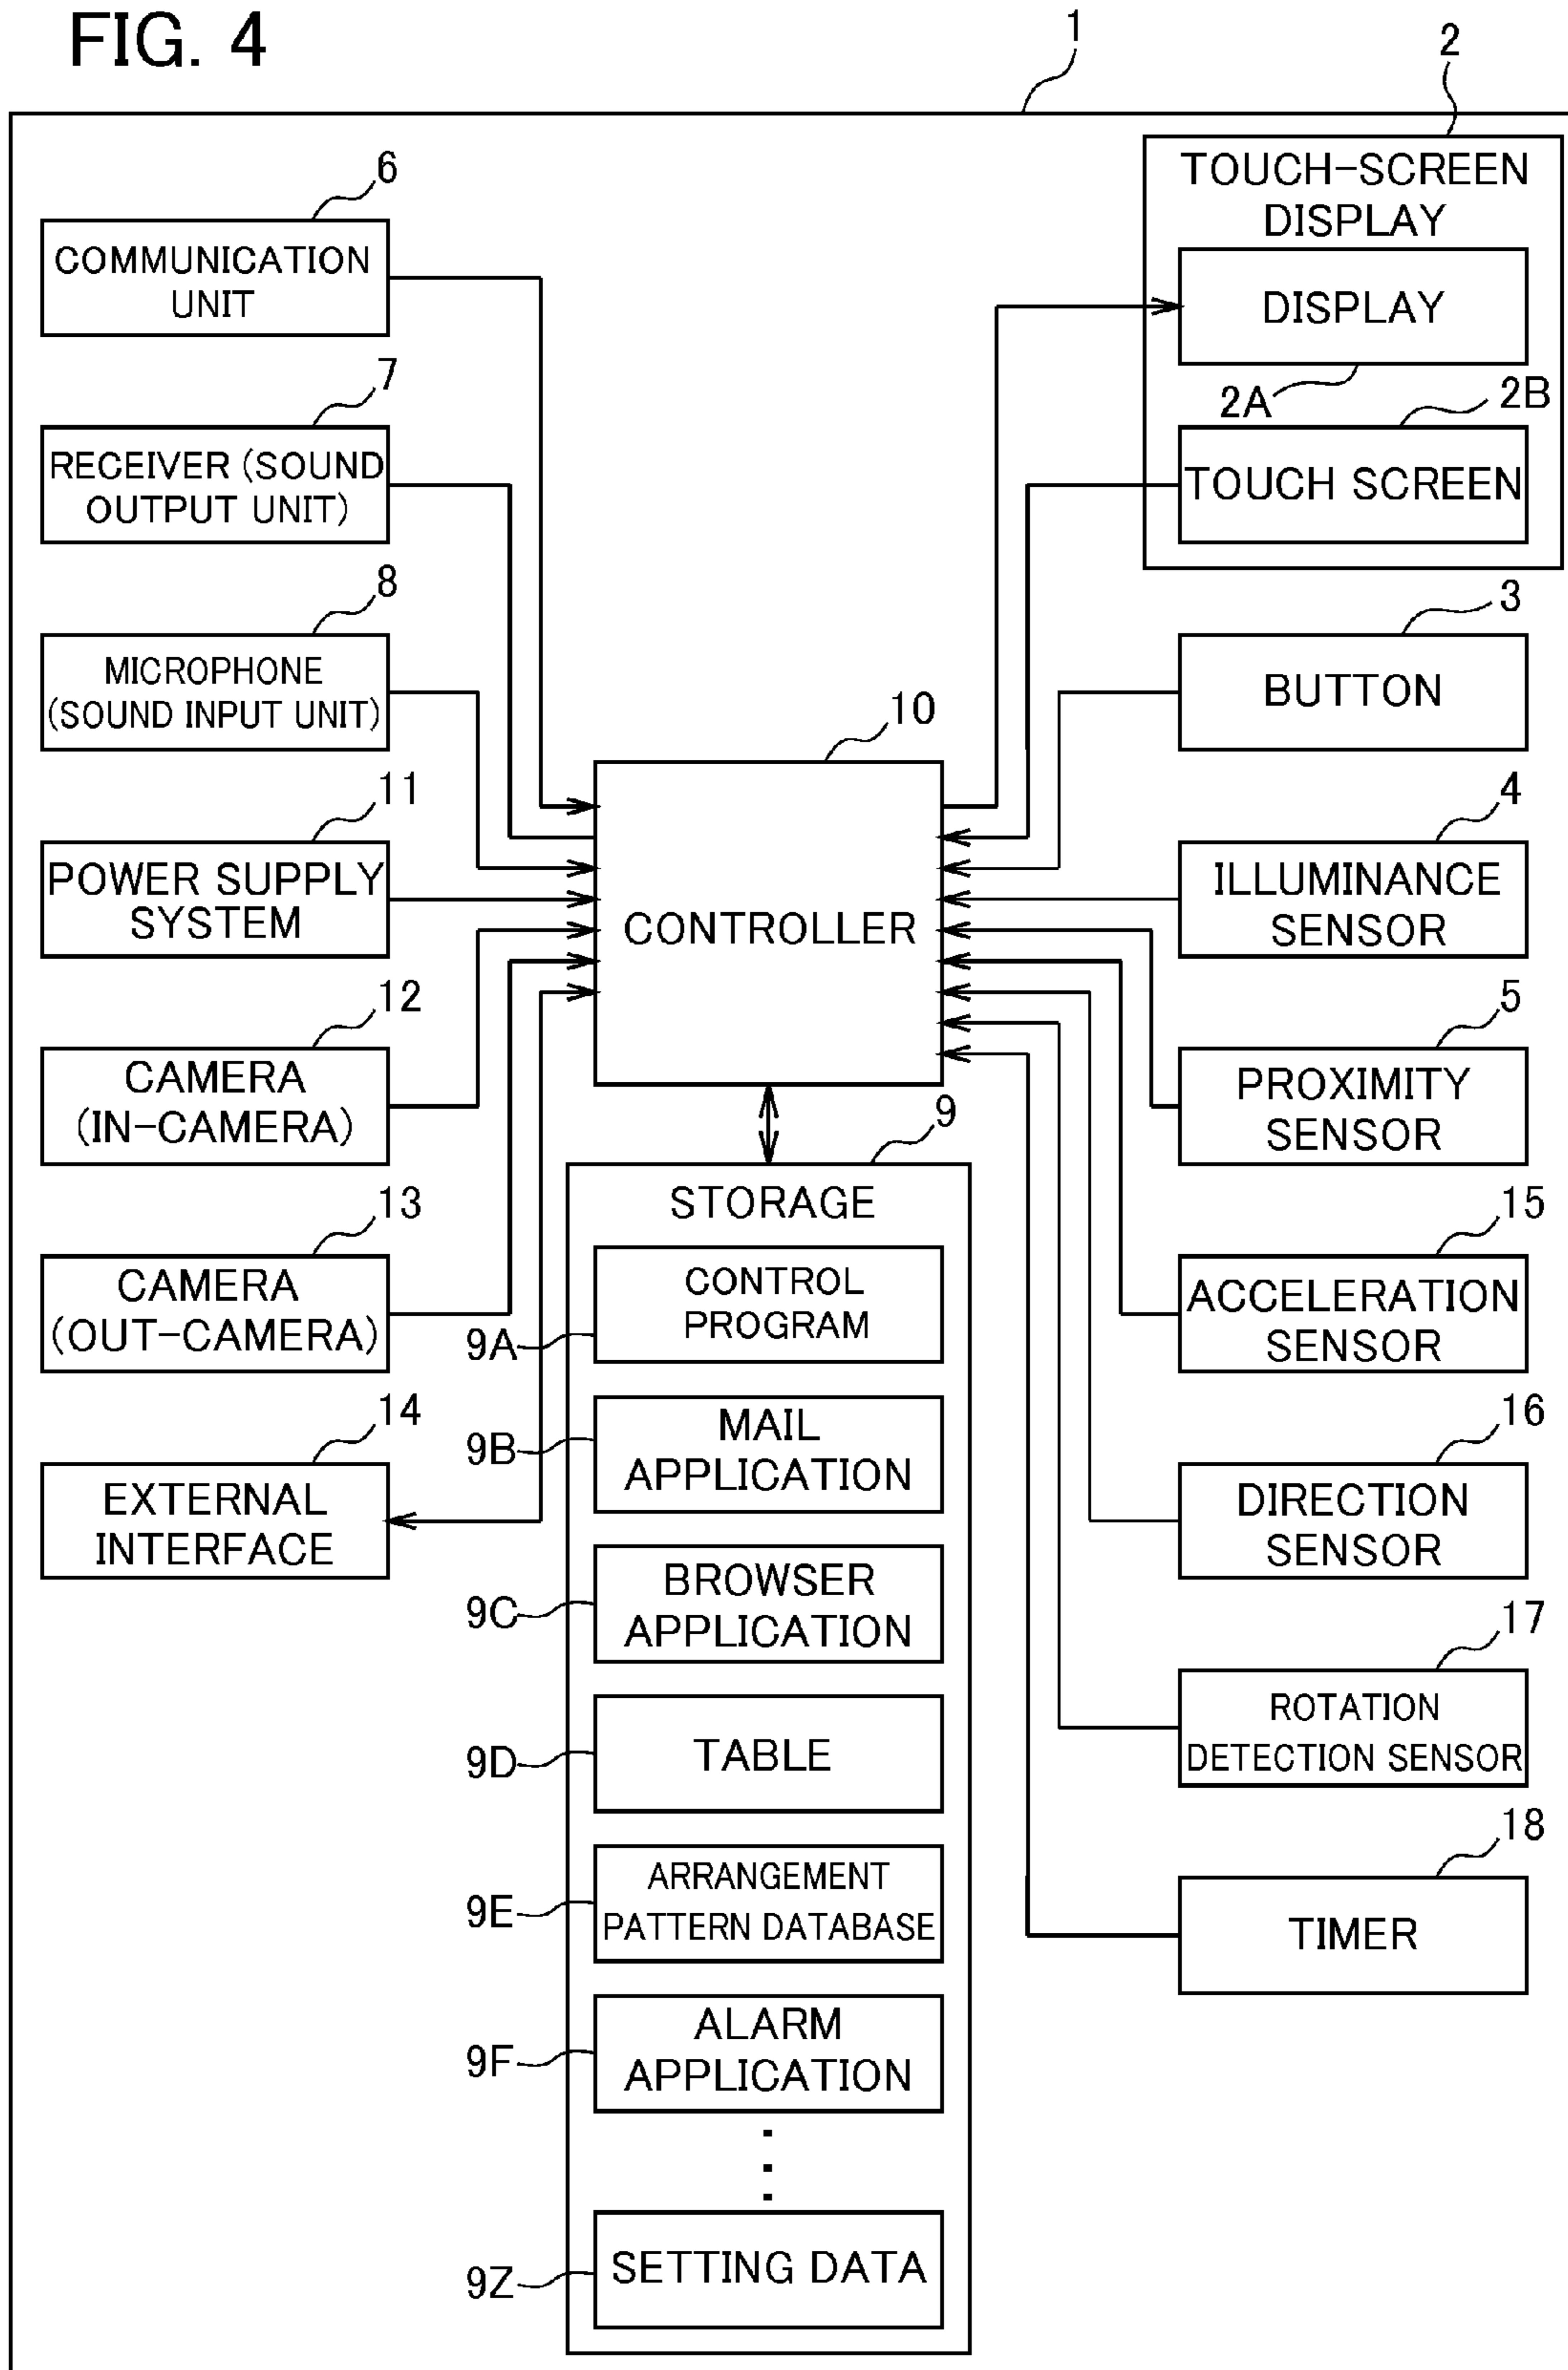 FIG. 4
1
2
TOUCH-SCREEN
DISPLAY
DISPLAY
2A
2B
TOUCH SCREEN
6
COMMUNICATION
UNIT
7
RECEIVER (SOUND
OUTPUT UNIT)
8
MICROPHONE
(SOUND INPUT UNIT)
11
POWER SUPPLY
SYSTEM
12
CAMERA
(IN-CAMERA)
13
CAMERA
(OUT-CAMERA)
14
EXTERNAL
INTERFACE
10
CONTROLLER
9
STORAGE
CONTROL
PROGRAM
9A
MAIL
APPLICATION
9B
BROWSER
APPLICATION
9C
TABLE
9D
ARRANGEMENT
PATTERN DATABASE
9E
ALARM
APPLICATION
9F
SETTING DATA
9Z
3
BUTTON
4
ILLUMINANCE
SENSOR
5
PROXIMITY
SENSOR
15
ACCELERATION
SENSOR
16
DIRECTION
SENSOR
17
ROTATION
DETECTION SENSOR
18
TIMER